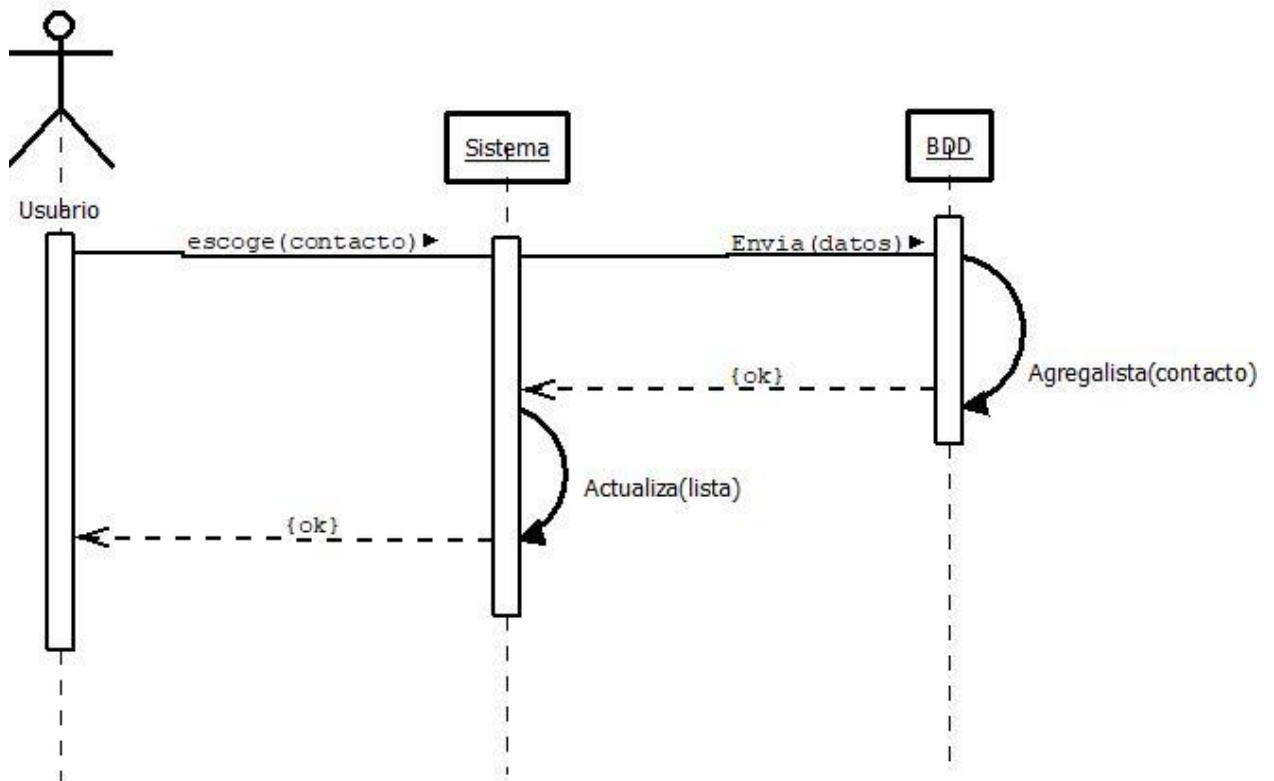 Sistema
BDD
Usuario
escoge(contacto)
Envia(datos)
Agregalista(contacto)
{ok}
Actualiza(lista)
{ok}